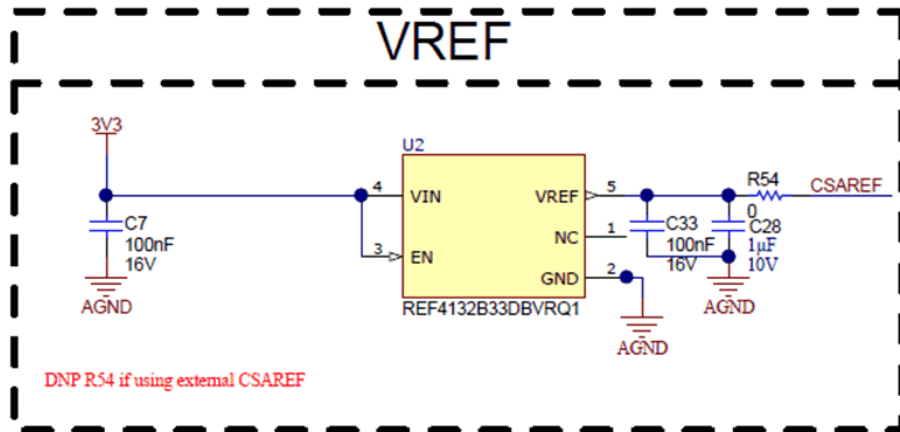 VREF
3V3
U2
4
VIN
VREF
5
R54
CSAREF
0
C7
100nF
16V
C33
100nF
16V
C28
1µF
10V
NC
1
3
EN
GND
2
AGND
REF4132B33DBVRQ1
AGND
AGND
DNP R54 if using external CSAREF